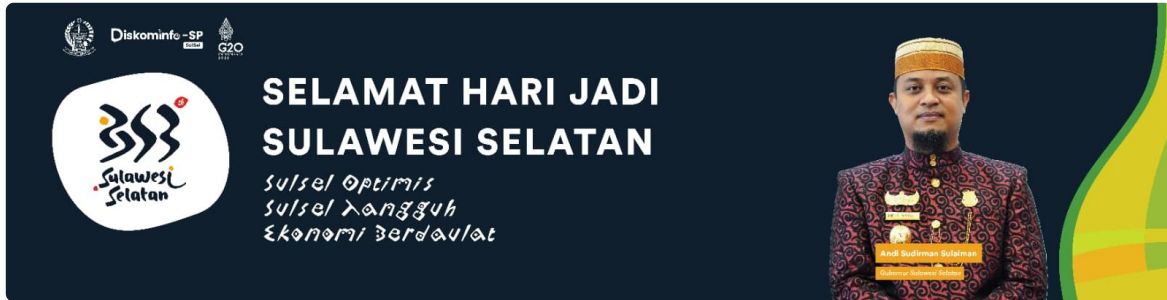 Diskominfo-SP
SulSel
G20
353
th
Sulawesi
Selatan
SELAMAT HARI JADI
SULAWESI SELATAN
Sulsel Optimis
Sulsel Tangguh
Ekonomi Berdaulat
Andi Sudirman Sulaiman
Gubernur Sulawesi Selatan